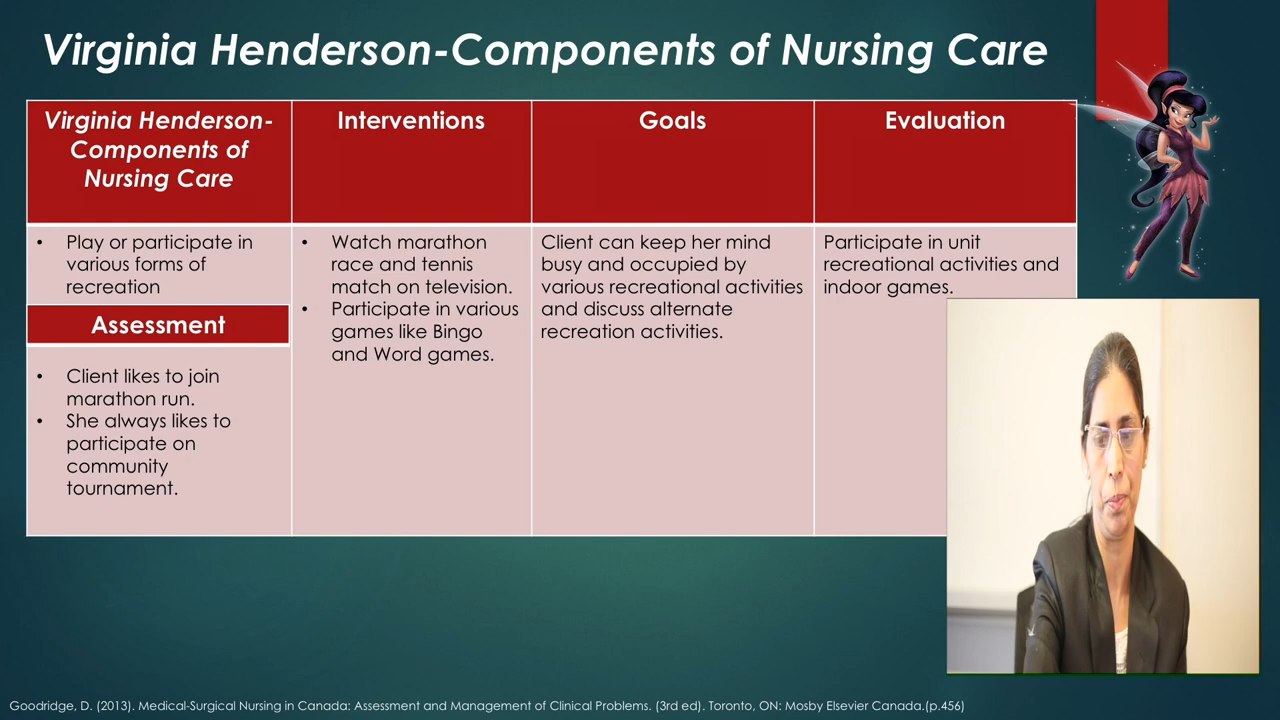 Virginia Henderson-Components of Nursing Care
Virginia Henderson-
Components of
Nursing Care
Interventions
Goals
Evaluation
• Play or participate in
various forms of
recreation
Assessment
• Client likes to join
marathon run.
• She always likes to
participate on
community
tournament.
• Watch marathon
race and tennis
match on television.
• Participate in various
games like Bingo
and Word games.
Client can keep her mind
busy and occupied by
various recreational activities
and discuss alternate
recreation activities.
Participate in unit
recreational activities and
indoor games.
Goodridge, D. (2013). Medical-Surgical Nursing in Canada: Assessment and Management of Clinical Problems. (3rd ed). Toronto, ON: Mosby Elsevier Canada.(p.456)